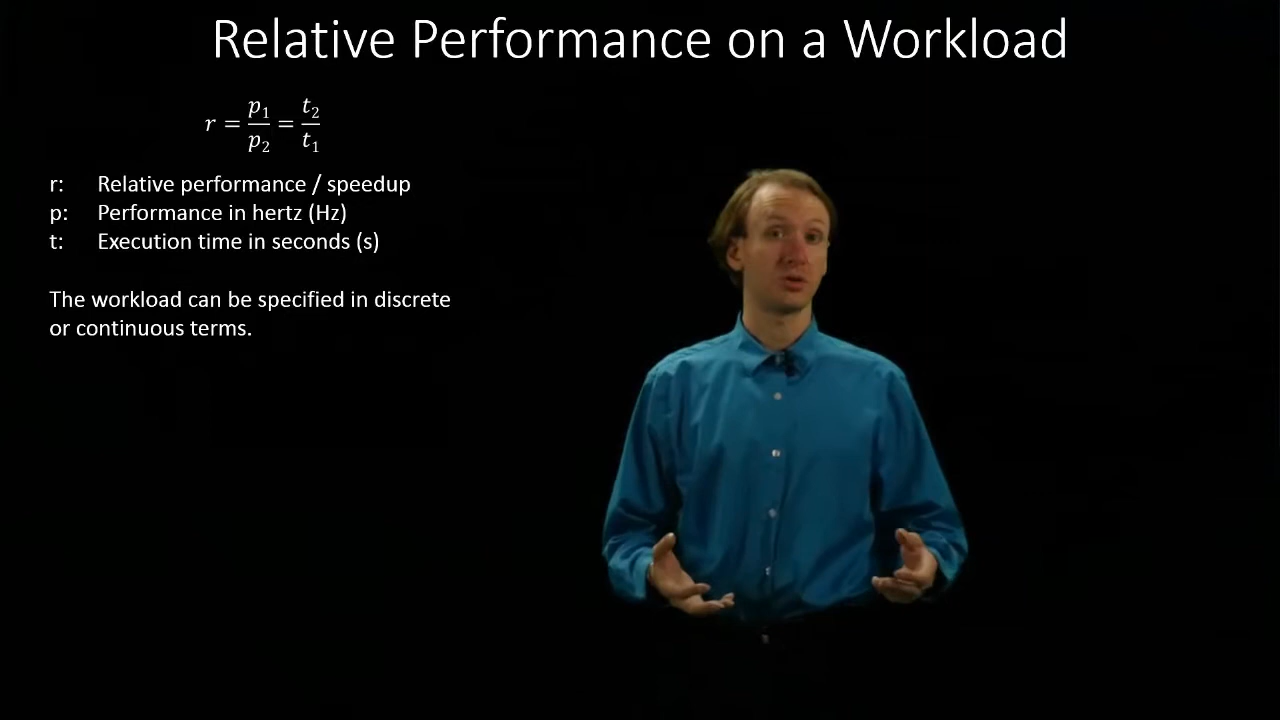 Relative Performance on a Workload
r = p₁/p₂ = t₂/t₁
r: Relative performance / speedup
p: Performance in hertz (Hz)
t: Execution time in seconds (s)
The workload can be specified in discrete
or continuous terms.